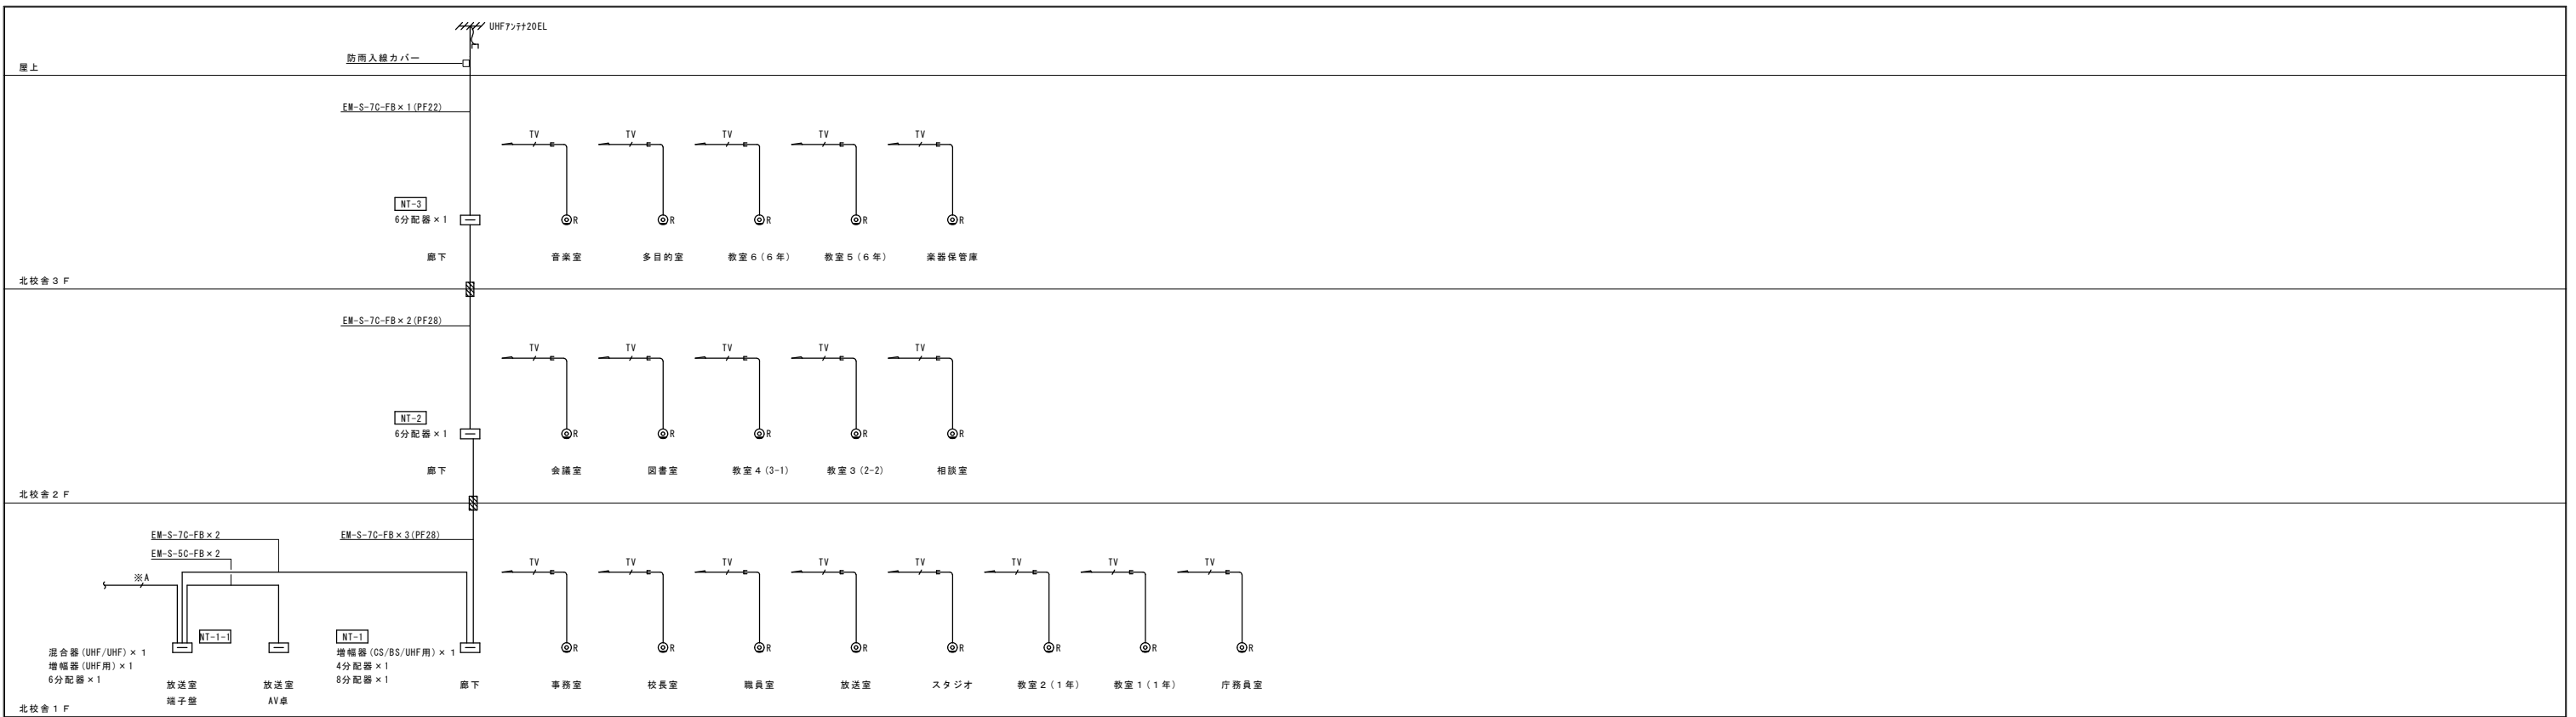 UHFアンテナ20EL
防雨入線カバー
屋上
EM-S-7C-FB×1(PF22)
TV TV TV TV TV
NT-3
6分配器×1
R R R R R
廊下 音楽室 多目的室 教室6(6年) 教室5(6年) 楽器保管庫
北校舎3F
EM-S-7C-FB×2(PF28)
TV TV TV TV TV
NT-2
6分配器×1
R R R R R
廊下 会議室 図書室 教室4(3-1) 教室3(2-2) 相談室
北校舎2F
EM-S-7C-FB×2 EM-S-7C-FB×3(PF28)
EM-S-5C-FB×2
TV TV TV TV TV TV TV TV
※A
NT-1-1 NT-1
R R R R R R R R
混合器(UHF/UHF)×1 増幅器(CS/BS/UHF用)×1
増幅器(UHF用)×1 4分配器×1
6分配器×1 8分配器×1
放送室 放送室 廊下 事務室 校長室 職員室 放送室 スタジオ 教室2(1年) 教室1(1年) 庁務員室
端子盤 AV卓
北校舎1F